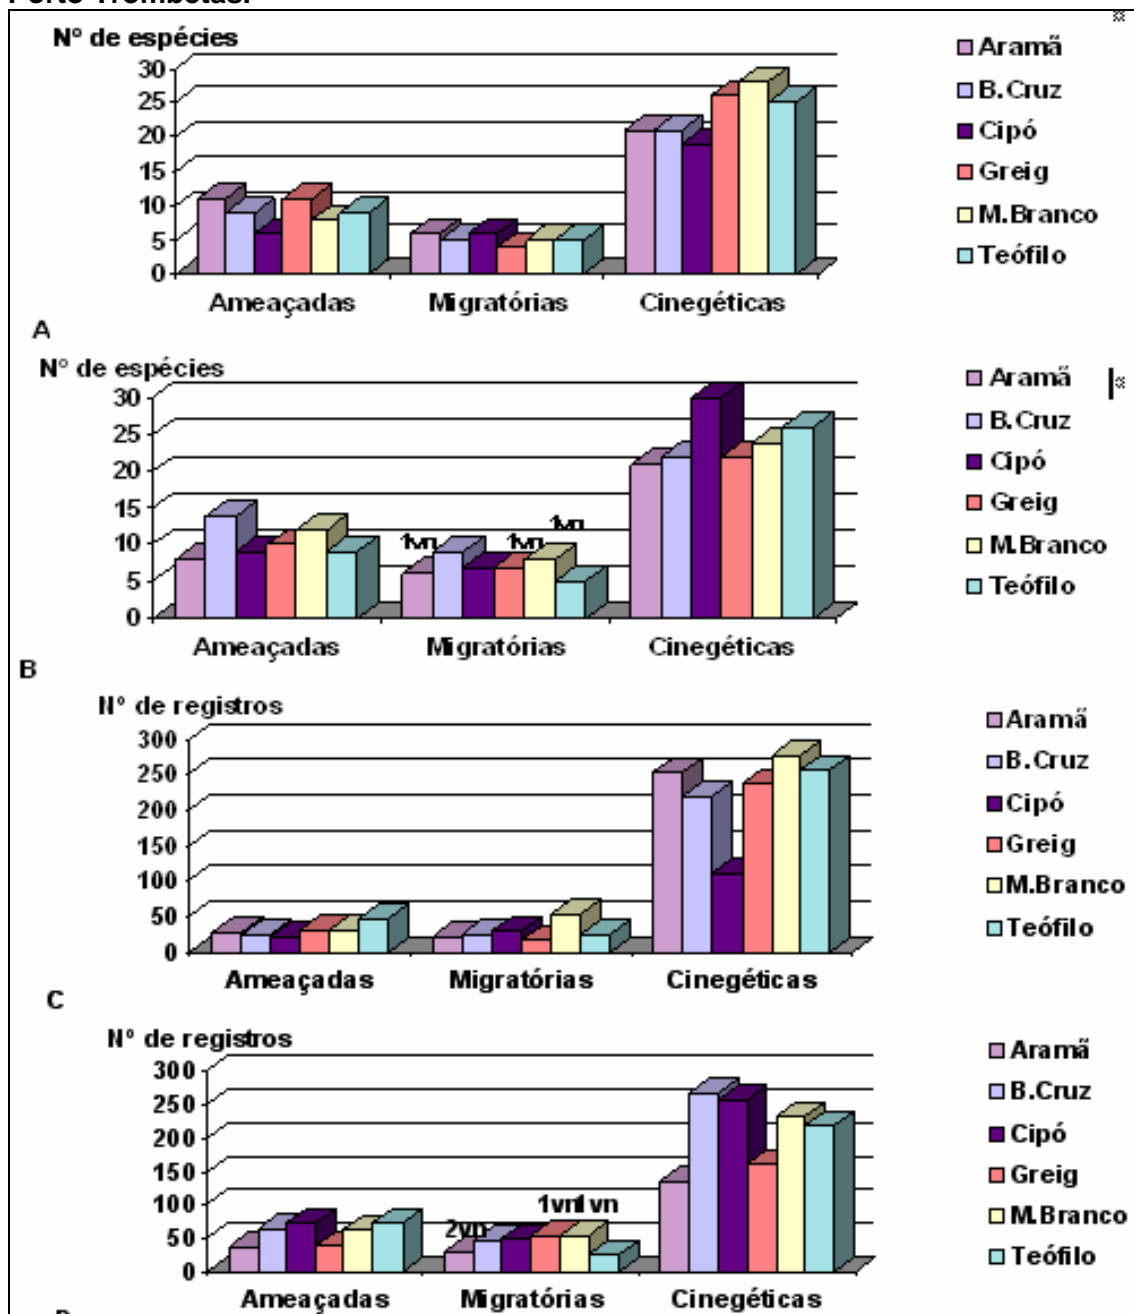 Porto Trombetas.
Nº de espécies
30
25
20
15
10
5
0
Ameaçadas Migratórias Cinegéticas
Aramã
B.Cruz
Cipó
Greig
M.Branco
Teófilo
A
Nº de espécies
30
25
20
15
10
5
0
1vn 1vn 1vn
Ameaçadas Migratórias Cinegéticas
Aramã
B.Cruz
Cipó
Greig
M.Branco
Teófilo
B
Nº de registros
300
250
200
150
100
50
0
Ameaçadas Migratórias Cinegéticas
Aramã
B.Cruz
Cipó
Greig
M.Branco
Teófilo
C
Nº de registros
300
250
200
150
100
50
0
2vn 1vn 1vn
Ameaçadas Migratórias Cinegéticas
Aramã
B.Cruz
Cipó
Greig
M.Branco
Teófilo